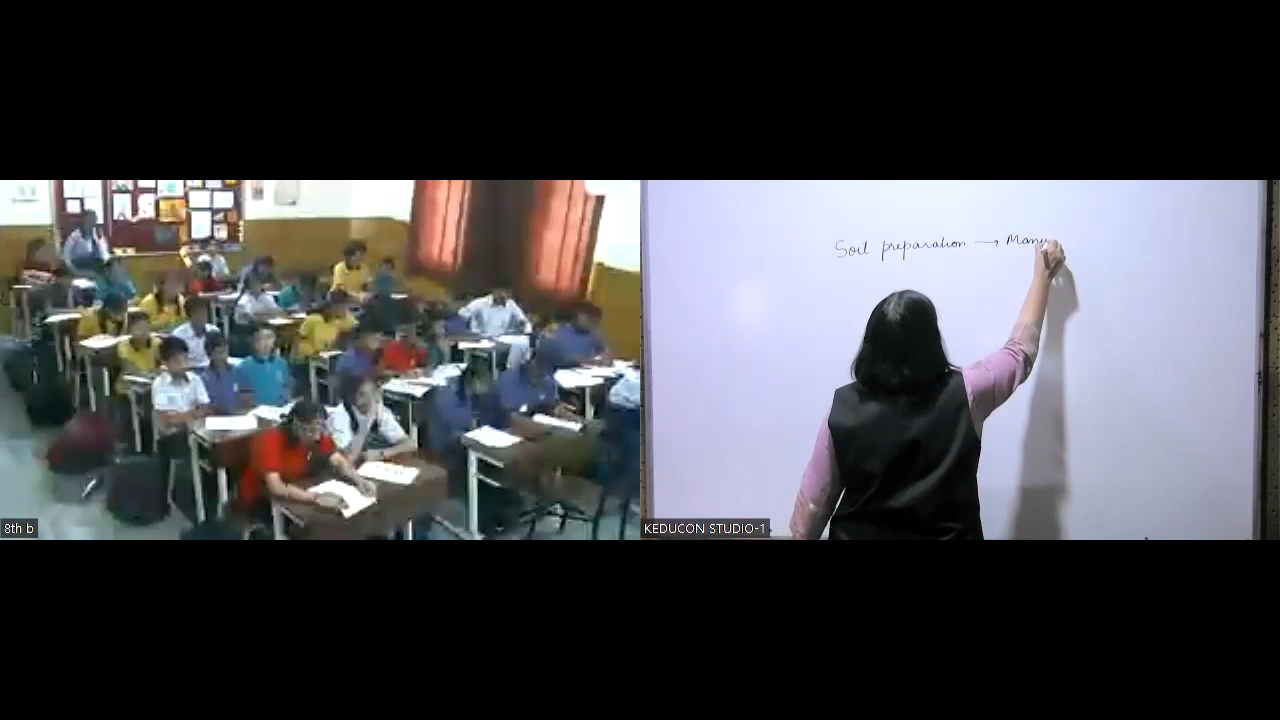 Soil preparation → Manu
8th b
KEDUCON STUDIO-1